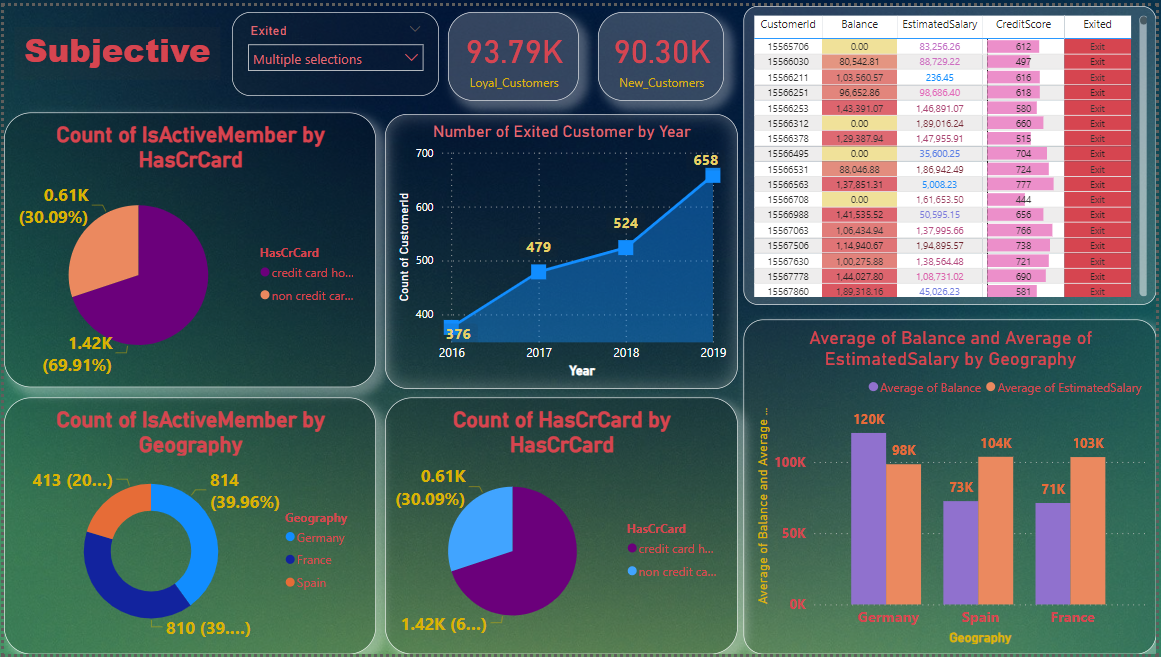 Subjective
Exited
Multiple selections
93.79K
Loyal_Customers
90.30K
New_Customers
CustomerId Balance EstimatedSalary CreditScore Exited
15565706 0.00 83,256.26 612 Exit
15566030 80,542.81 88,729.22 497 Exit
15566211 1,03,560.57 236.45 616 Exit
15566251 96,652.86 98,686.40 618 Exit
15566253 1,43,391.07 1,46,891.07 580 Exit
15566312 0.00 1,89,016.24 660 Exit
15566378 1,29,387.94 1,47,955.91 515 Exit
15566495 0.00 35,600.25 704 Exit
15566531 88,046.88 1,86,942.49 724 Exit
15566563 1,37,851.31 5,008.23 777 Exit
15566708 0.00 1,61,653.50 444 Exit
15566988 1,41,535.52 50,595.15 656 Exit
15567063 1,06,434.94 1,37,995.66 766 Exit
15567506 1,14,940.67 1,94,895.57 738 Exit
15567630 1,00,275.88 1,38,564.48 721 Exit
15567778 1,44,027.80 1,08,731.02 690 Exit
15567860 1,89,318.16 45,026.23 581 Exit
Count of IsActiveMember by
HasCrCard
0.61K
(30.09%)
1.42K
(69.91%)
HasCrCard
credit card ho...
non credit car...
Number of Exited Customer by Year
Count of CustomerId
700
600
500
400
376
479
524
658
2016 2017 2018 2019
Year
Count of IsActiveMember by
Geography
413 (20...)
814
(39.96%)
810 (39....)
Geography
Germany
France
Spain
Count of HasCrCard by
HasCrCard
0.61K
(30.09%)
1.42K (6...)
HasCrCard
credit card h...
non credit ca...
Average of Balance and Average of
EstimatedSalary by Geography
Average of Balance Average of EstimatedSalary
Average of Balance and Average ...
100K
50K
0K
120K
98K
73K
104K
71K
103K
Germany Spain France
Geography